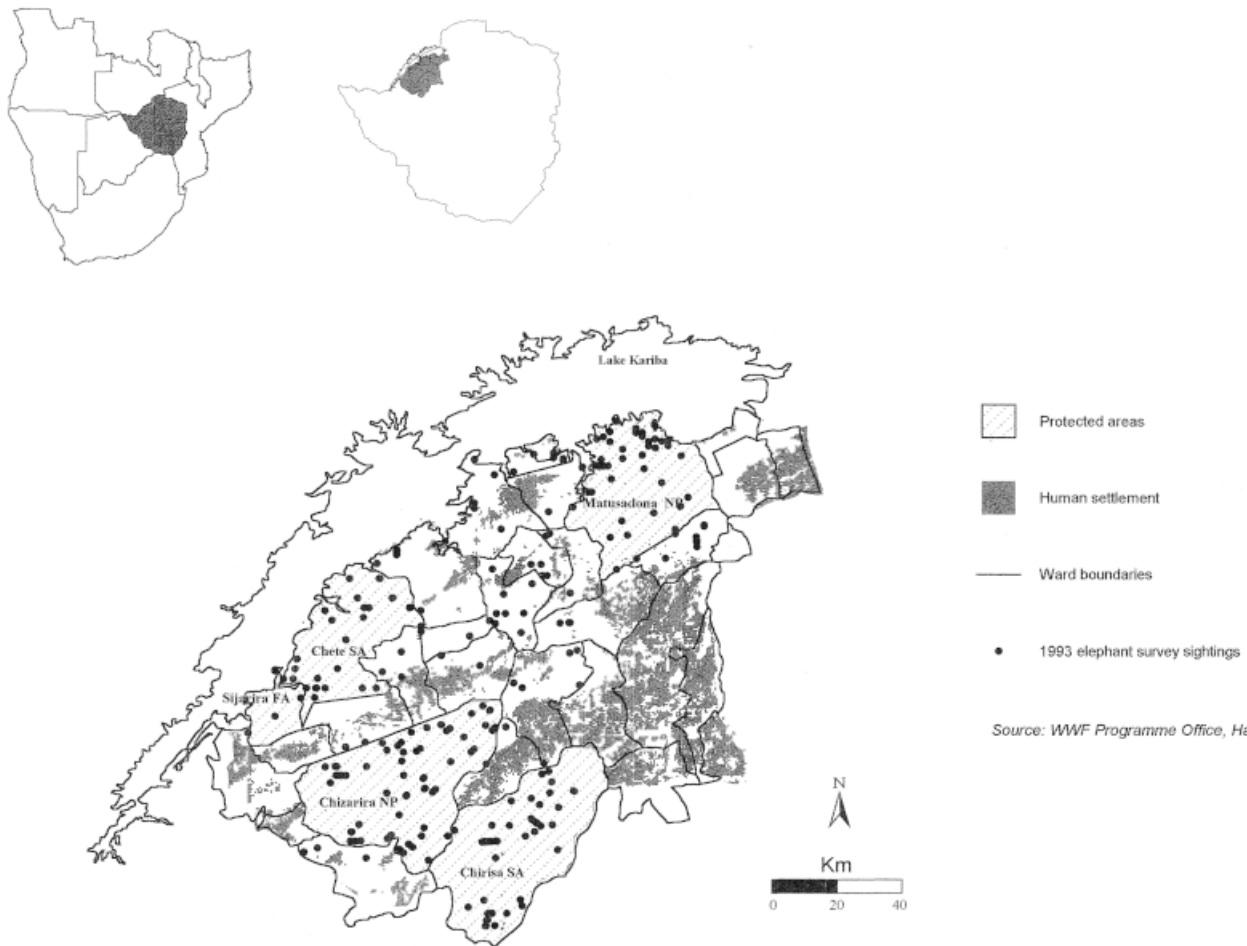 Lake Kariba
Matusadona NP
Chete SA
Sijarira FA
Chizarira NP
Chirisa SA
Protected areas
Human settlement
Ward boundaries
1993 elephant survey sightings
Source: WWF Programme Office, Ha
N
Km
0 20 40